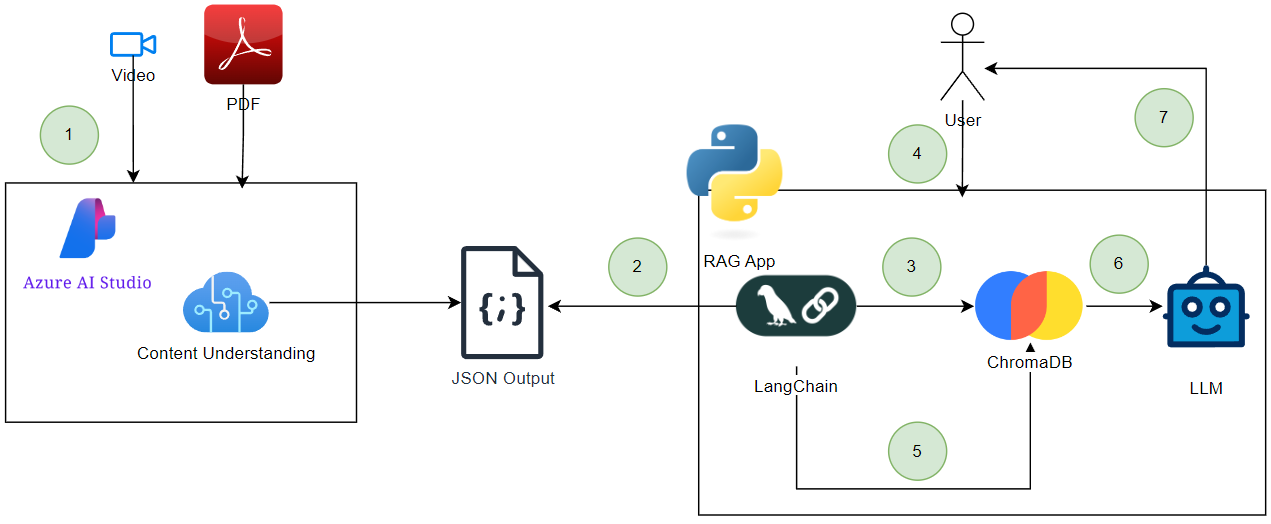 Video
PDF
1
User
7
4
Azure AI Studio
Content Understanding
{;}
JSON Output
2
RAG App
3
6
LangChain
ChromaDB
LLM
5